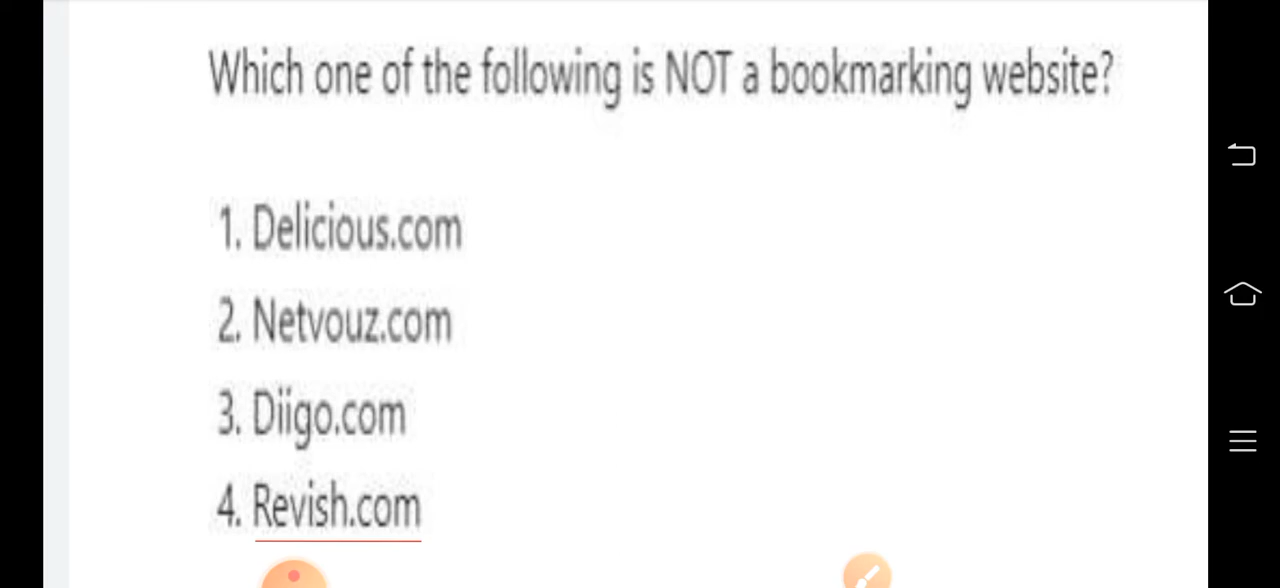 Which one of the following is NOT a bookmarking website?
1. Delicious.com
2. Netvouz.com
3. Diigo.com
4. Revish.com